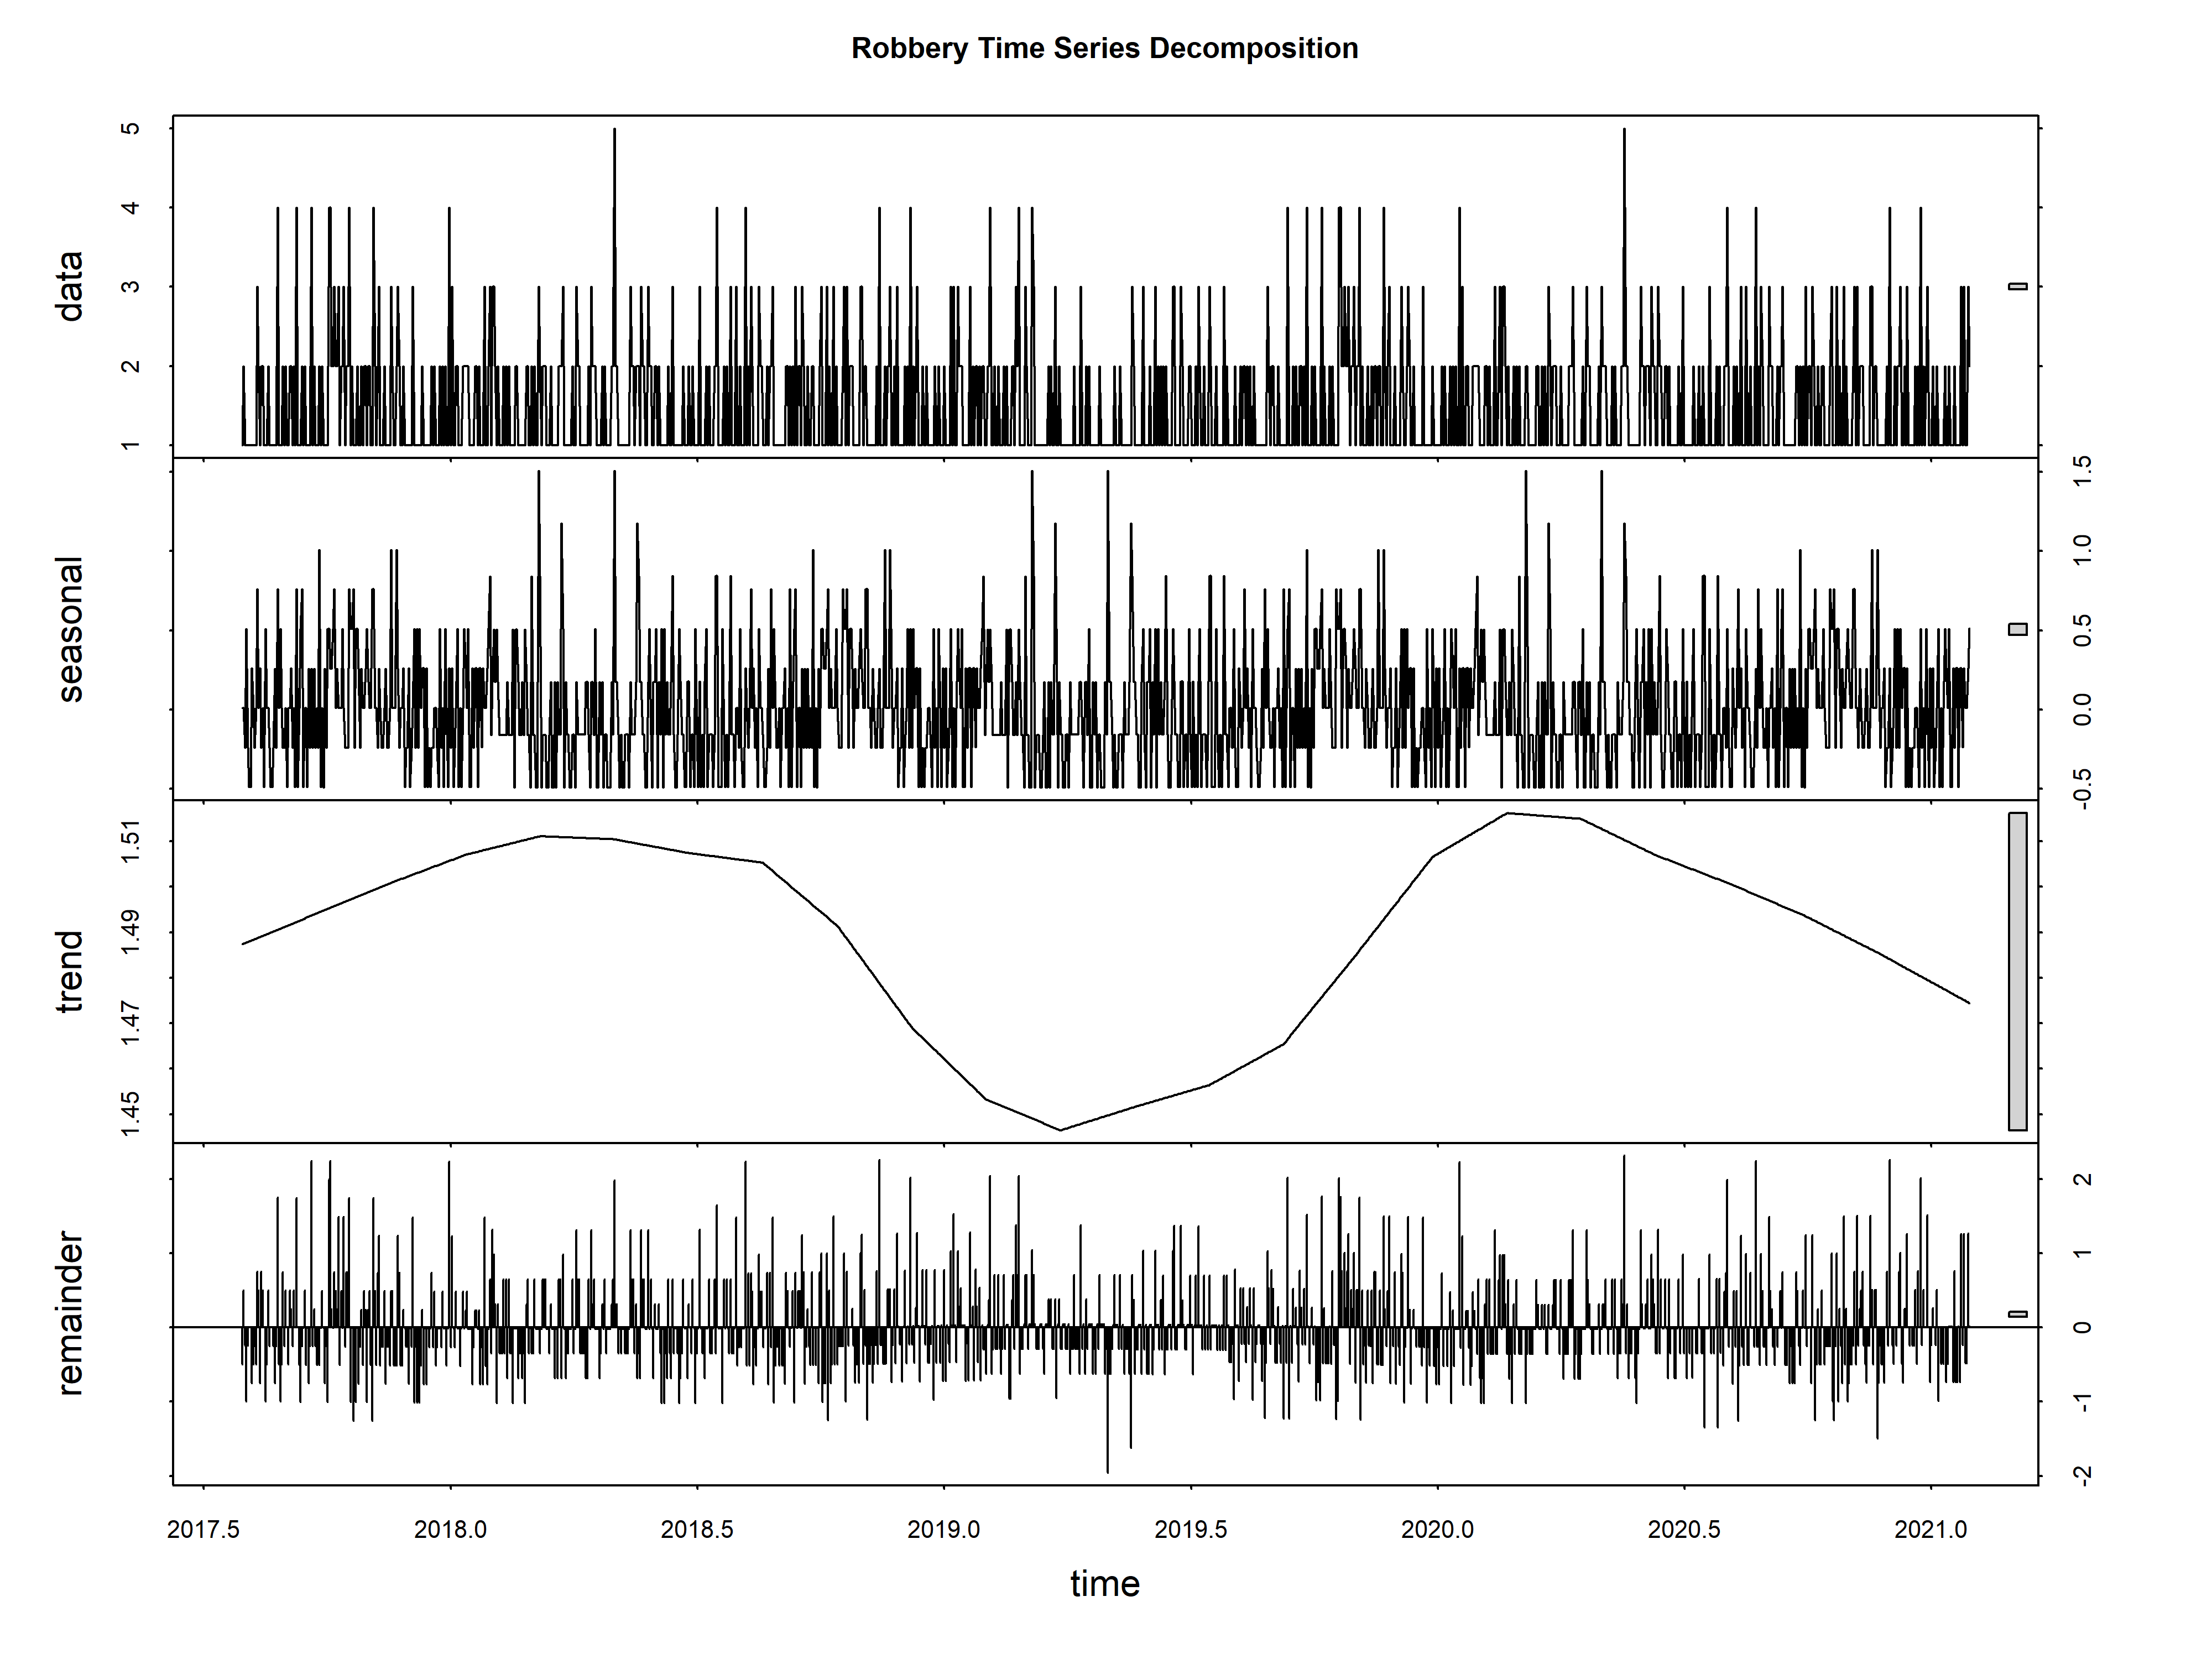 Robbery Time Series Decomposition
data
1 2 3 4 5
seasonal
-0.5 0.0 0.5 1.0 1.5
trend
1.45 1.47 1.49 1.51
remainder
-2 -1 0 1 2
2017.5 2018.0 2018.5 2019.0 2019.5 2020.0 2020.5 2021.0
time